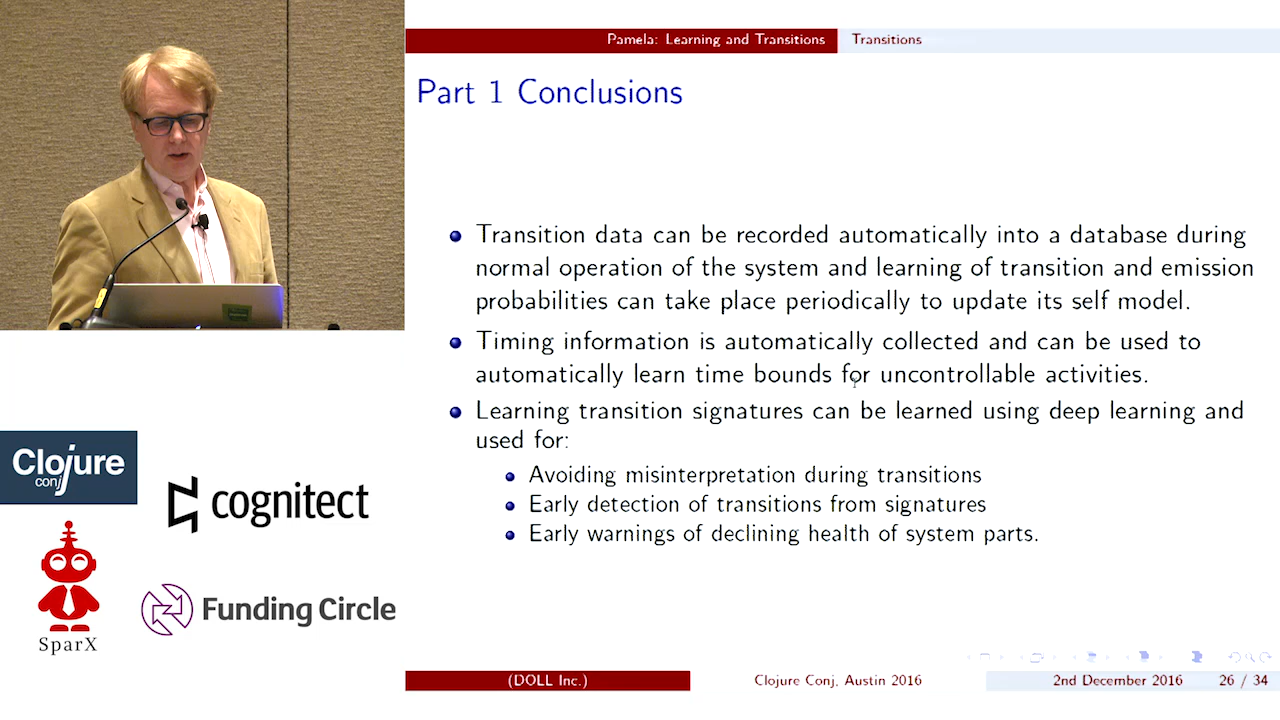 Pamela: Learning and Transitions Transitions
Part 1 Conclusions
Transition data can be recorded automatically into a database during
normal operation of the system and learning of transition and emission
probabilities can take place periodically to update its self model.
Timing information is automatically collected and can be used to
automatically learn time bounds for uncontrollable activities.
Learning transition signatures can be learned using deep learning and
used for:
Avoiding misinterpretation during transitions
Early detection of transitions from signatures
Early warnings of declining health of system parts.
Clojure
conj
cognitect
SparX
Funding Circle
(DOLL Inc.) Clojure Conj, Austin 2016 2nd December 2016 26 / 34